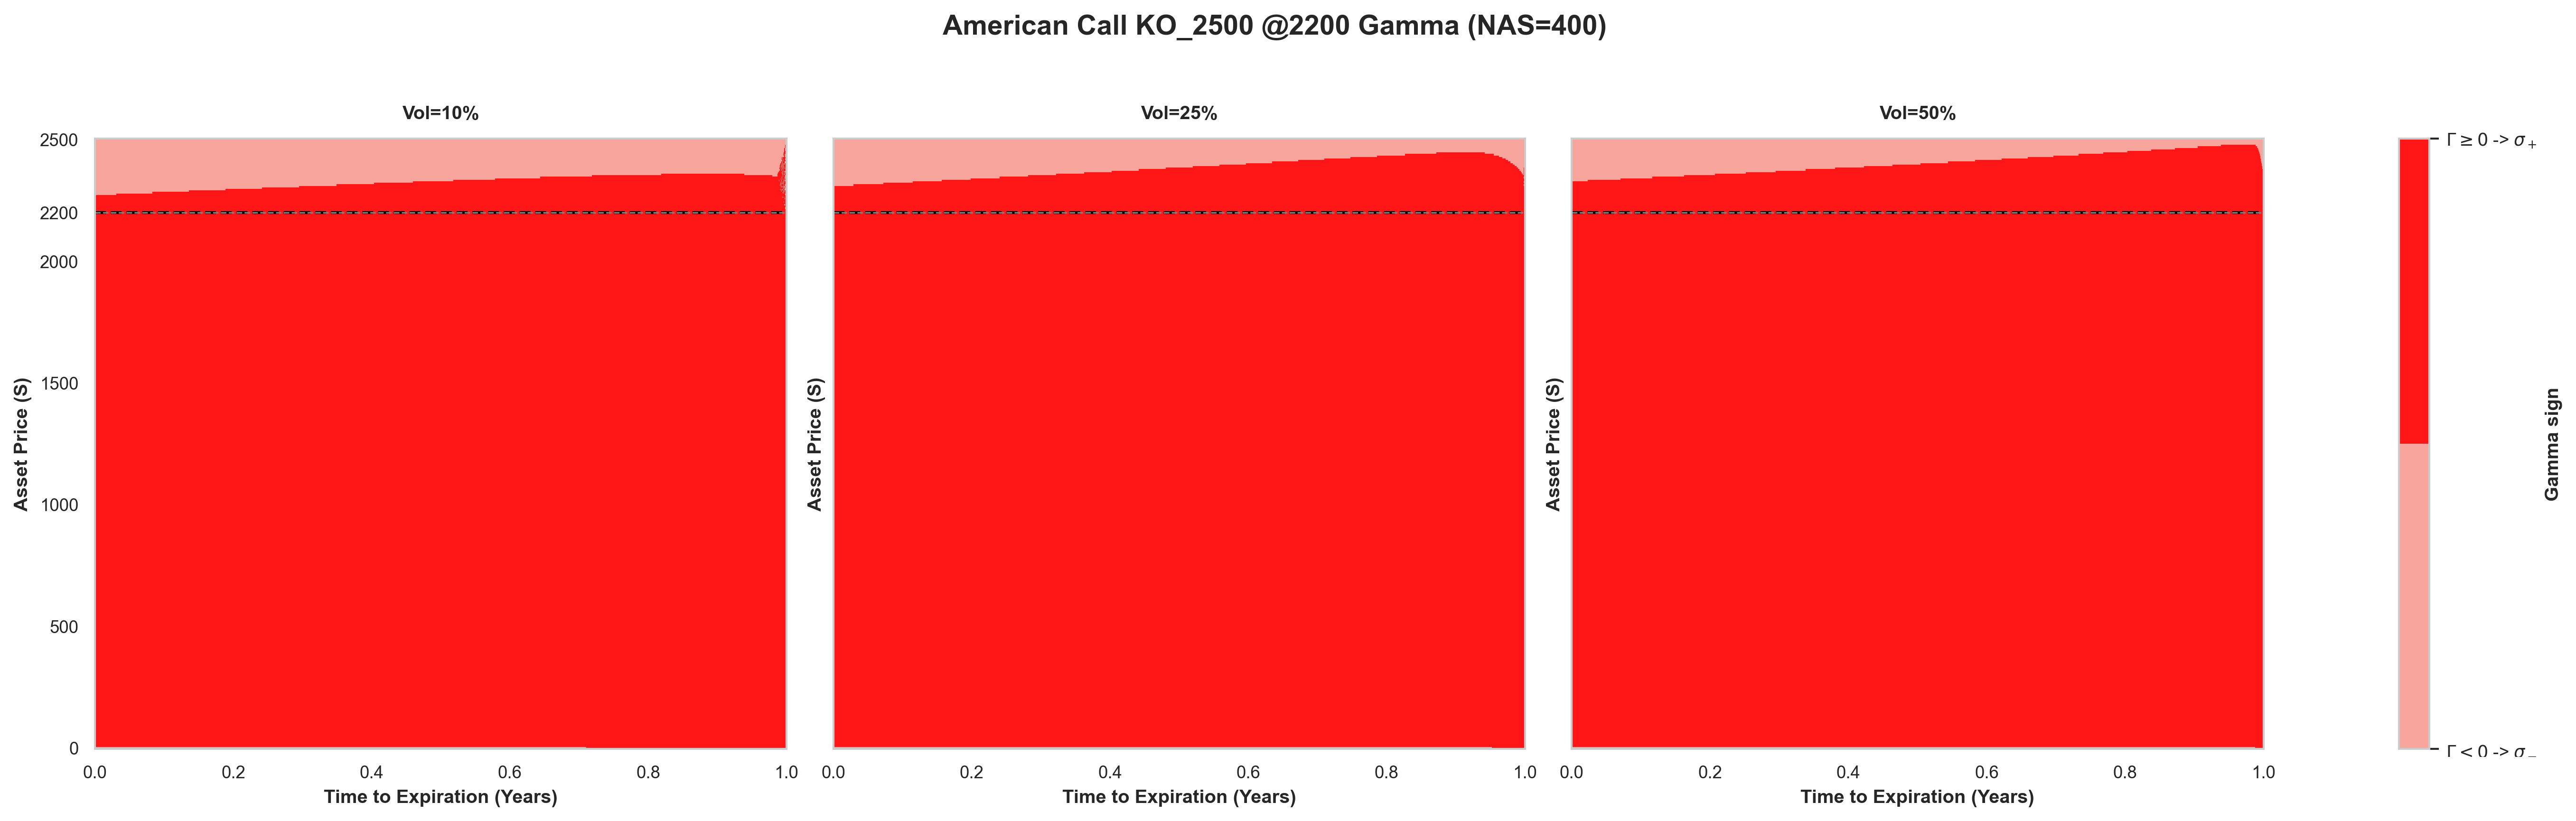 American Call KO_2500 @2200 Gamma (NAS=400)
Vol=10%
Vol=25%
Vol=50%
2500
2200
2000
1500
1000
500
0
Asset Price (S)
0.0 0.2 0.4 0.6 0.8 1.0
Time to Expiration (Years)
Asset Price (S)
0.0 0.2 0.4 0.6 0.8 1.0
Time to Expiration (Years)
Asset Price (S)
0.0 0.2 0.4 0.6 0.8 1.0
Time to Expiration (Years)
Γ ≥ 0 -> σ₊
Γ < 0 -> σ₋
Gamma sign